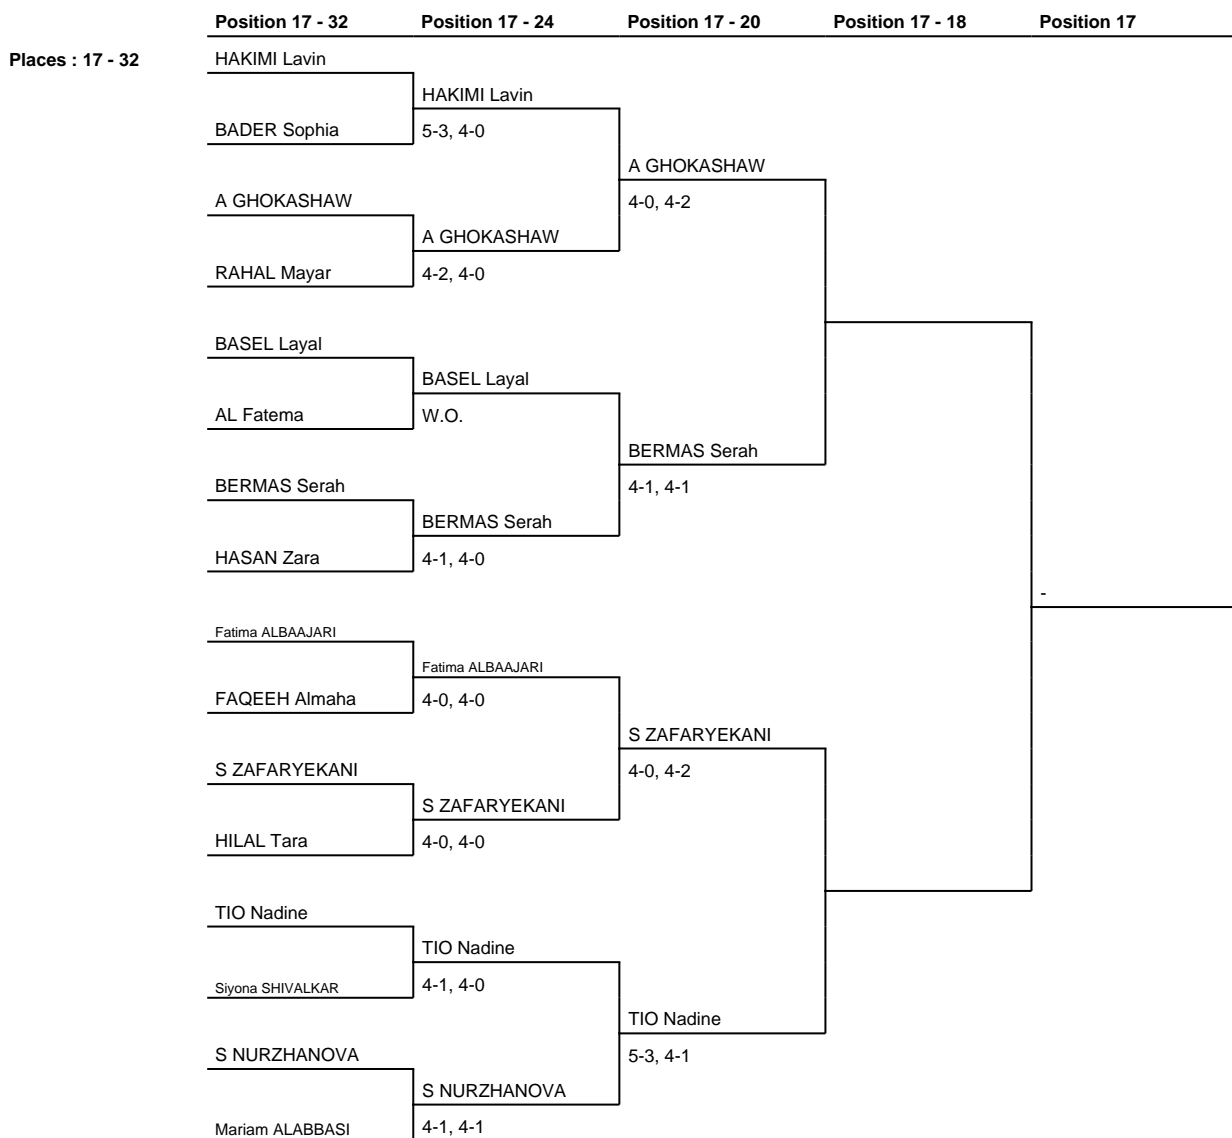 Position 17 - 32 Position 17 - 24 Position 17 - 20 Position 17 - 18 Position 17
Places : 17 - 32 HAKIMI Lavin
HAKIMI Lavin
BADER Sophia 5-3, 4-0
A GHOKASHAW
A GHOKASHAW 4-0, 4-2
A GHOKASHAW
RAHAL Mayar 4-2, 4-0
BASEL Layal
BASEL Layal
AL Fatema W.O.
BERMAS Serah
BERMAS Serah 4-1, 4-1
BERMAS Serah
HASAN Zara 4-1, 4-0
-
Fatima ALBAAJARI
Fatima ALBAAJARI
FAQEEH Almaha 4-0, 4-0
S ZAFARYEKANI
S ZAFARYEKANI 4-0, 4-2
S ZAFARYEKANI
HILAL Tara 4-0, 4-0
TIO Nadine
TIO Nadine
Siyona SHIVALKAR 4-1, 4-0
TIO Nadine
S NURZHANOVA 5-3, 4-1
S NURZHANOVA
Mariam ALABBASI 4-1, 4-1